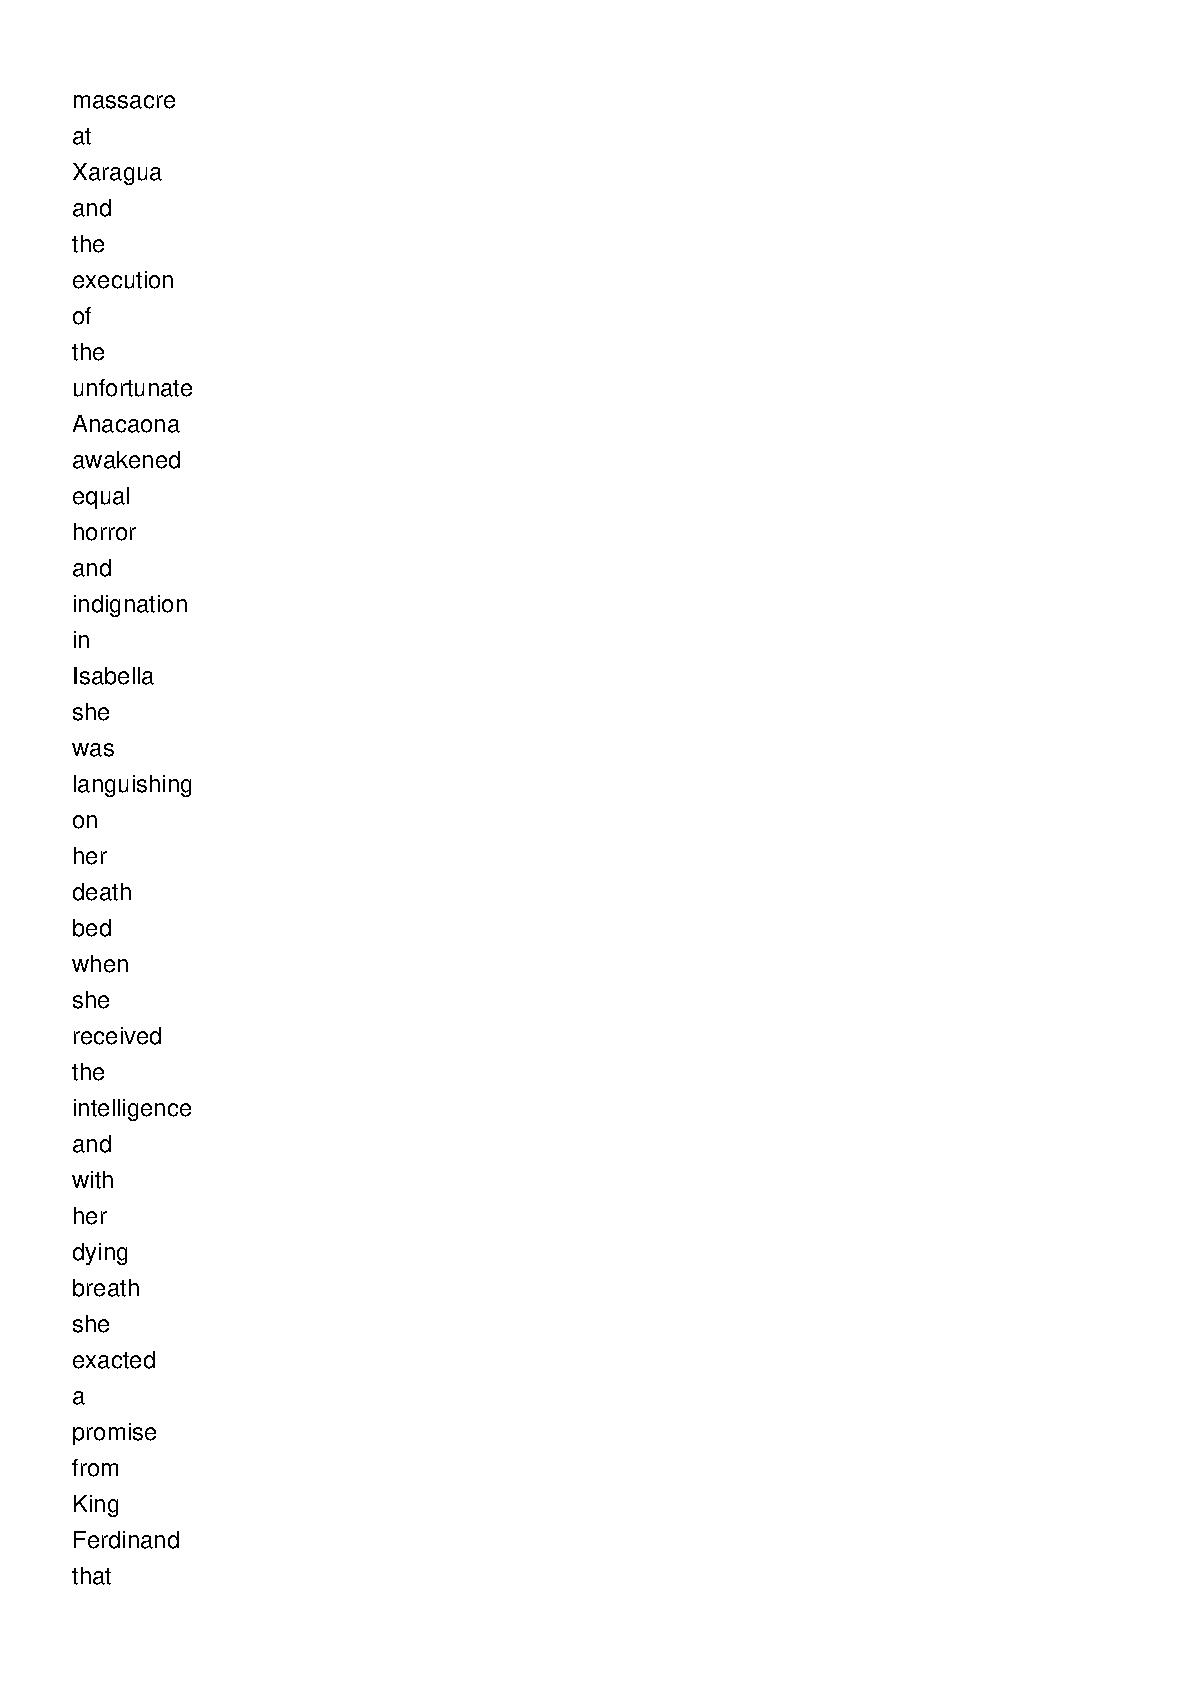 massacre
at
Xaragua
and
the
execution
of
the
unfortunate
Anacaona
awakened
equal
horror
and
indignation
in
Isabella
she
was
languishing
on
her
death
bed
when
she
received
the
intelligence
and
with
her
dying
breath
she
exacted
a
promise
from
King
Ferdinand
that